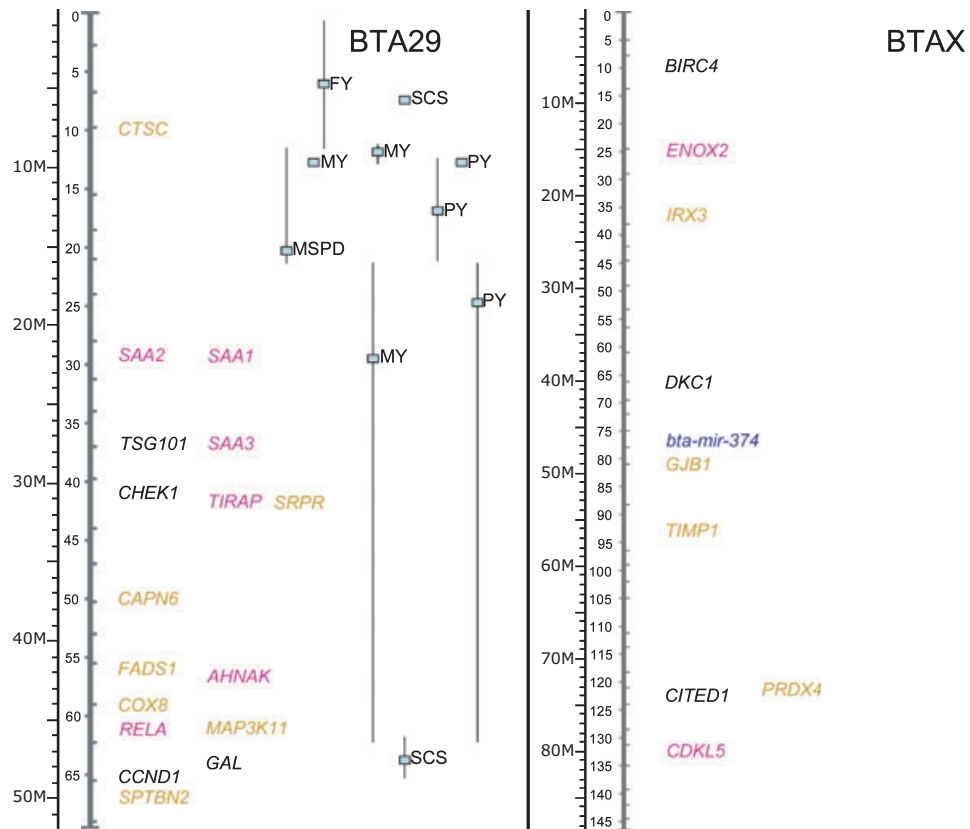 BTA29
0
5
10
15
20
25
30
35
40
50
55
60
65
10M
20M
30M
40M
50M
CTSC
SAA2 SAA1
TSG101 SAA3
CHEK1
TIRAP SRPR
CAPN6
FADS1
AHNAK
COX8
RELA MAP3K11
GAL
CCND1
SPTBN2
FY
SCS
MY
MY
PY
PY
MSPD
PY
MY
SCS
BTAX
10M
20M
30M
40M
50M
60M
70M
80M
0
5
10
15
20
25
30
35
40
45
50
55
60
65
70
75
80
85
90
95
100
105
110
145
120
125
130
135
140
145
BIRC4
ENOX2
IRX3
DKC1
bta-mir-374
GJB1
TIMP1
CITED1 PRDX4
CDKL5